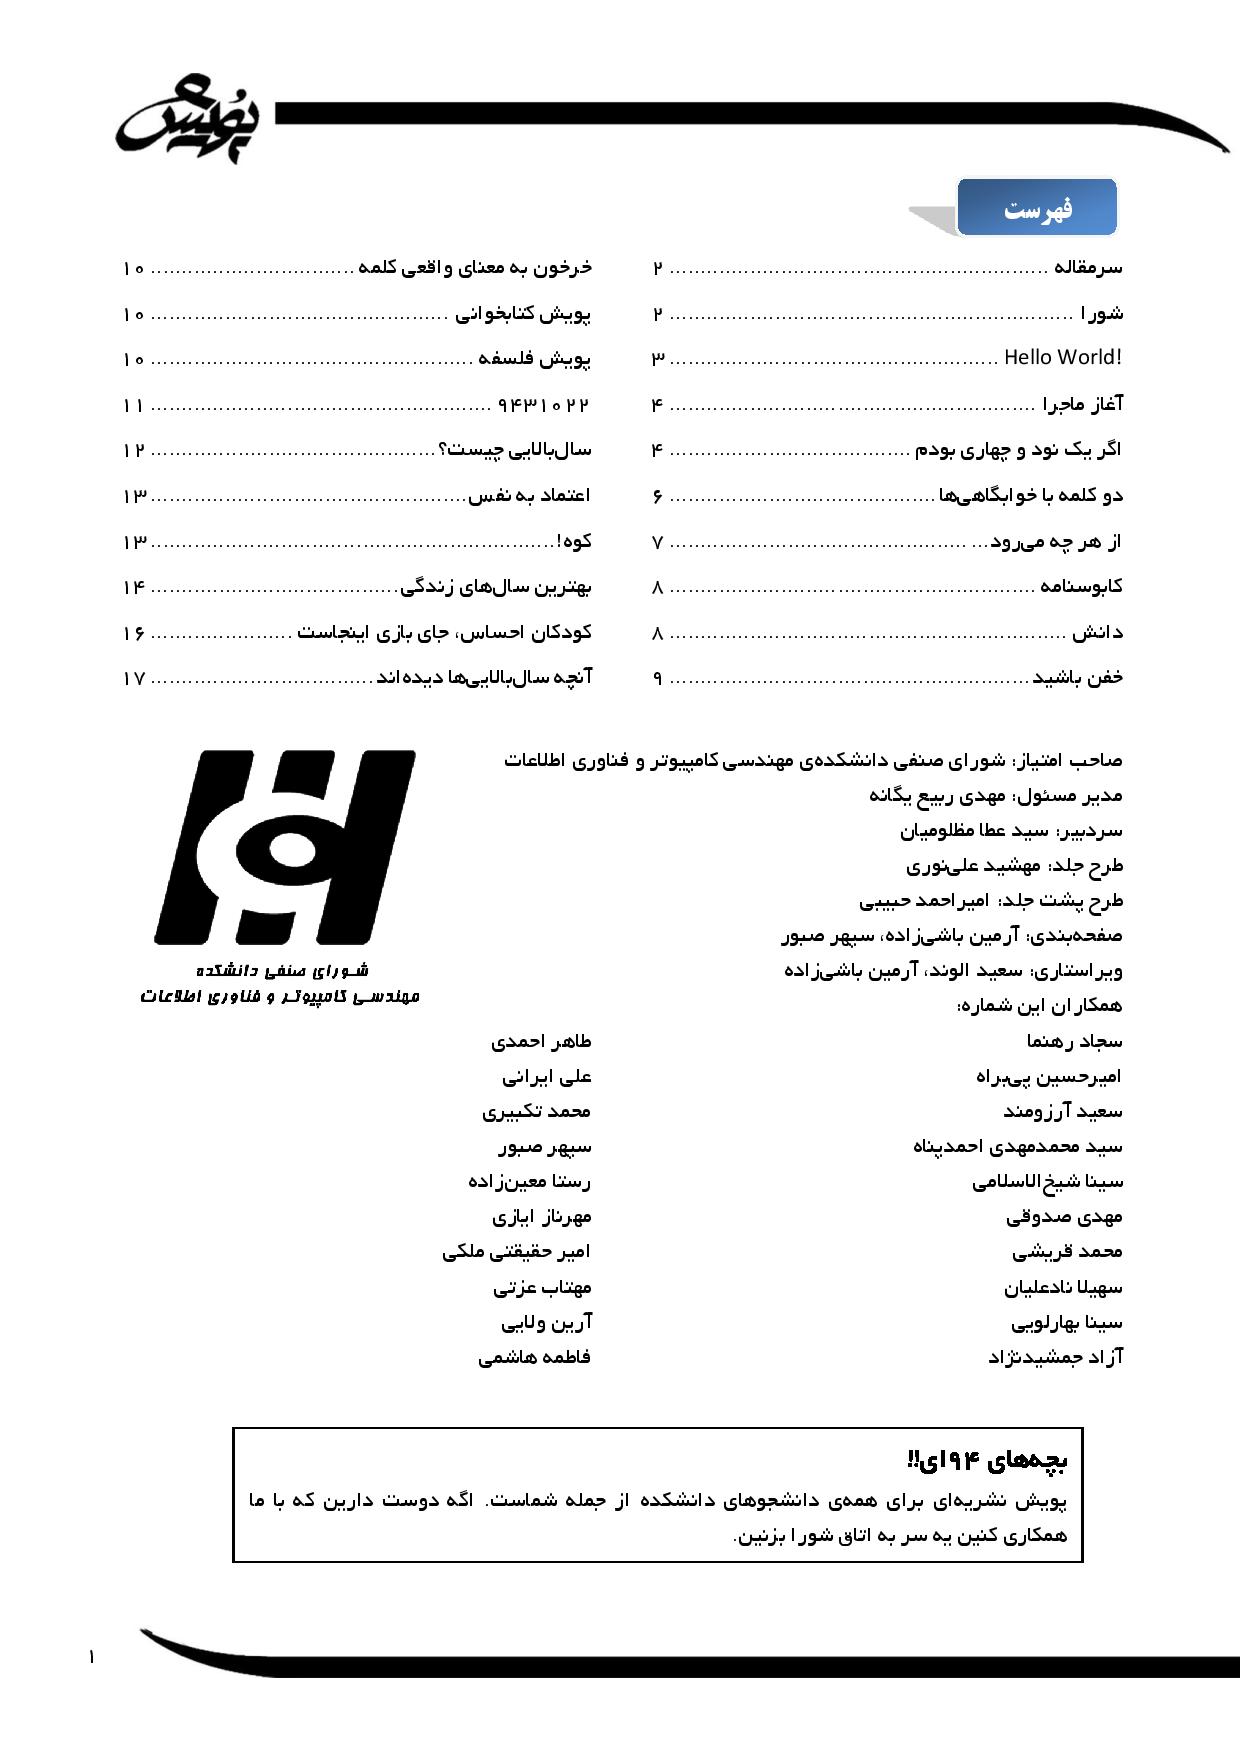 پویش
فهرست
سرمقاله ........................................................... ۲
شورا ............................................................... ۲
Hello World! .................................................... ۳
آغاز ماجرا ......................................................... ۴
اگر یک نود و چهاری بودم ...................................... ۴
دو کلمه با خوابگاهی‌ها .......................................... ۶
از هر چه می‌رود... ................................................ ۷
کابوسنامه ......................................................... ۸
دانش ............................................................... ۸
خفن باشید ......................................................... ۹
خرخون به معنای واقعی کلمه ................................ ۱۰
پویش کتابخوانی ................................................ ۱۰
پویش فلسفه .................................................... ۱۰
۹۴۳۱۰۲۲ ...................................................... ۱۱
سال‌بالایی چیست؟ ............................................. ۱۲
اعتماد به نفس .................................................. ۱۳
کوه! ................................................................ ۱۳
بهترین سال‌های زندگی ........................................ ۱۴
کودکان احساس، جای بازی اینجاست ....................... ۱۶
آنچه سال‌بالایی‌ها دیده‌اند .................................... ۱۷
صاحب امتیاز: شورای صنفی دانشکده‌ی مهندسی کامپیوتر و فناوری اطلاعات
مدیر مسئول: مهدی ربیع یگانه
سردبیر: سید عطا مظلومیان
طرح جلد: مهشید علی‌نوری
طرح پشت جلد: امیراحمد حبیبی
صفحه‌بندی: آرمین باشی‌زاده، سپهر صبور
ویراستاری: سعید الوند، آرمین باشی‌زاده
همکاران این شماره:
شورای صنفی دانشکده
مهندسی کامپیوتر و فناوری اطلاعات
سجاد رهنما
امیرحسین پی‌براه
سعید آرزومند
سید محمدمهدی احمدپناه
سینا شیخ‌الاسلامی
مهدی صدوقی
محمد قریشی
سهیلا نادعلیان
سینا بهارلویی
آزاد جمشیدنژاد
طاهر احمدی
علی ایرانی
محمد تکبیری
سپهر صبور
رستا معین‌زاده
مهرناز ایازی
امیر حقیقتی ملکی
مهتاب عزتی
آرین ولایی
فاطمه هاشمی
بچه‌های ۹۴ای!!
پویش نشریه‌ای برای همه‌ی دانشجوهای دانشکده از جمله شماست. اگه دوست دارین که با ما
همکاری کنین یه سر به اتاق شورا بزنین.
۱